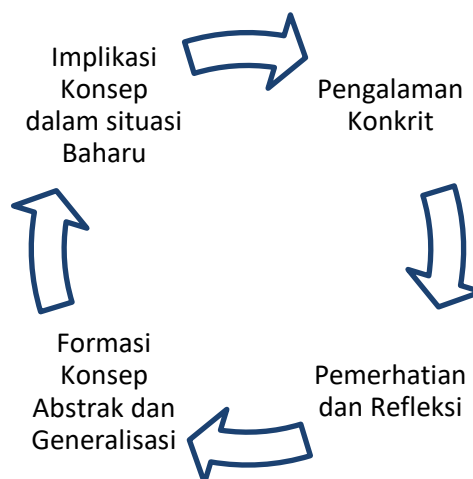 Implikasi
Konsep
dalam situasi
Baharu
Pengalaman
Konkrit
Pemerhatian
dan Refleksi
Formasi
Konsep
Abstrak dan
Generalisasi